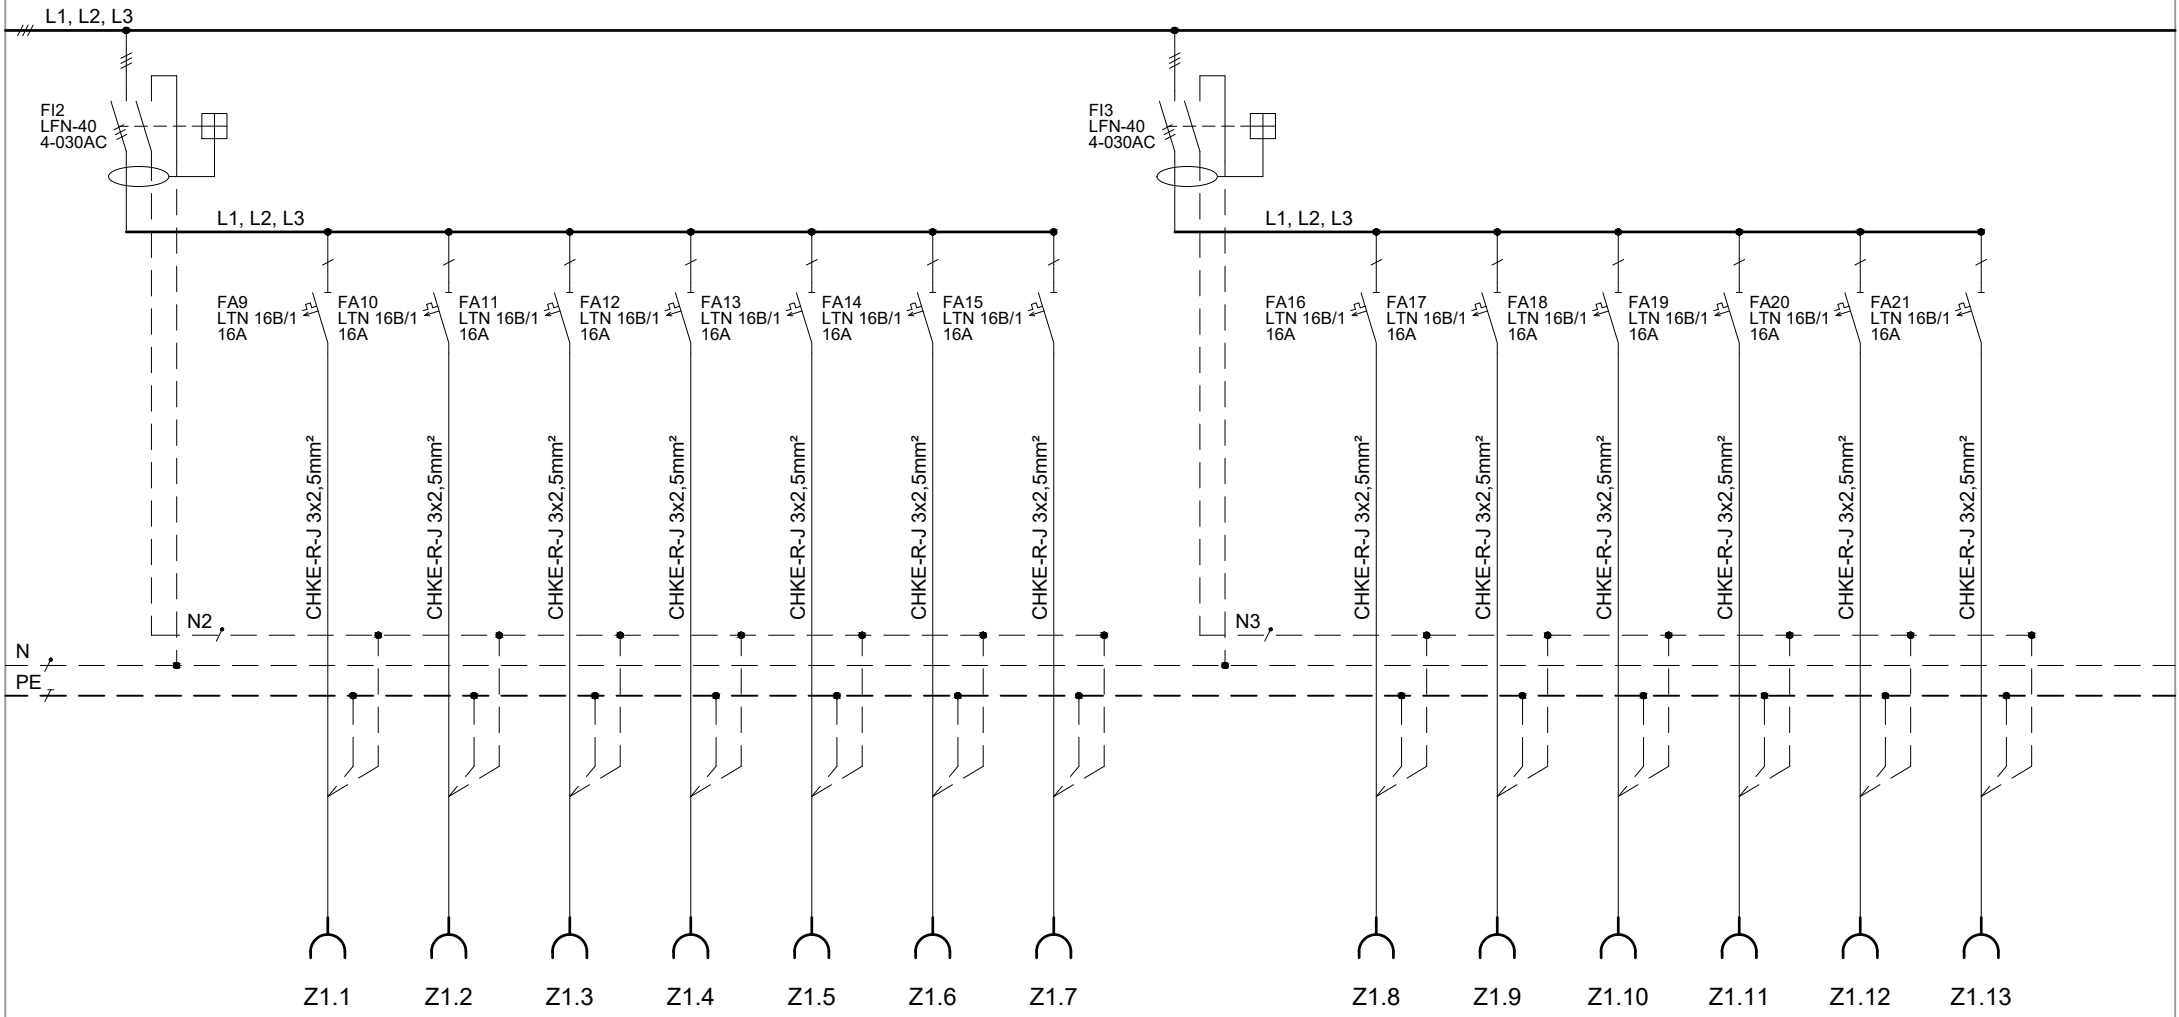 L1, L2, L3
FI2
LFN-40
4-030AC
FI3
LFN-40
4-030AC
L1, L2, L3
L1, L2, L3
FA9
LTN 16B/1
16A
FA10
LTN 16B/1
16A
FA11
LTN 16B/1
16A
FA12
LTN 16B/1
16A
FA13
LTN 16B/1
16A
FA14
LTN 16B/1
16A
FA15
LTN 16B/1
16A
FA16
LTN 16B/1
16A
FA17
LTN 16B/1
16A
FA18
LTN 16B/1
16A
FA19
LTN 16B/1
16A
FA20
LTN 16B/1
16A
FA21
LTN 16B/1
16A
CHKE-R-J 3x2,5mm²
CHKE-R-J 3x2,5mm²
CHKE-R-J 3x2,5mm²
CHKE-R-J 3x2,5mm²
CHKE-R-J 3x2,5mm²
CHKE-R-J 3x2,5mm²
CHKE-R-J 3x2,5mm²
CHKE-R-J 3x2,5mm²
CHKE-R-J 3x2,5mm²
CHKE-R-J 3x2,5mm²
CHKE-R-J 3x2,5mm²
CHKE-R-J 3x2,5mm²
CHKE-R-J 3x2,5mm²
N2
N3
N
PE
Z1.1
Z1.2
Z1.3
Z1.4
Z1.5
Z1.6
Z1.7
Z1.8
Z1.9
Z1.10
Z1.11
Z1.12
Z1.13